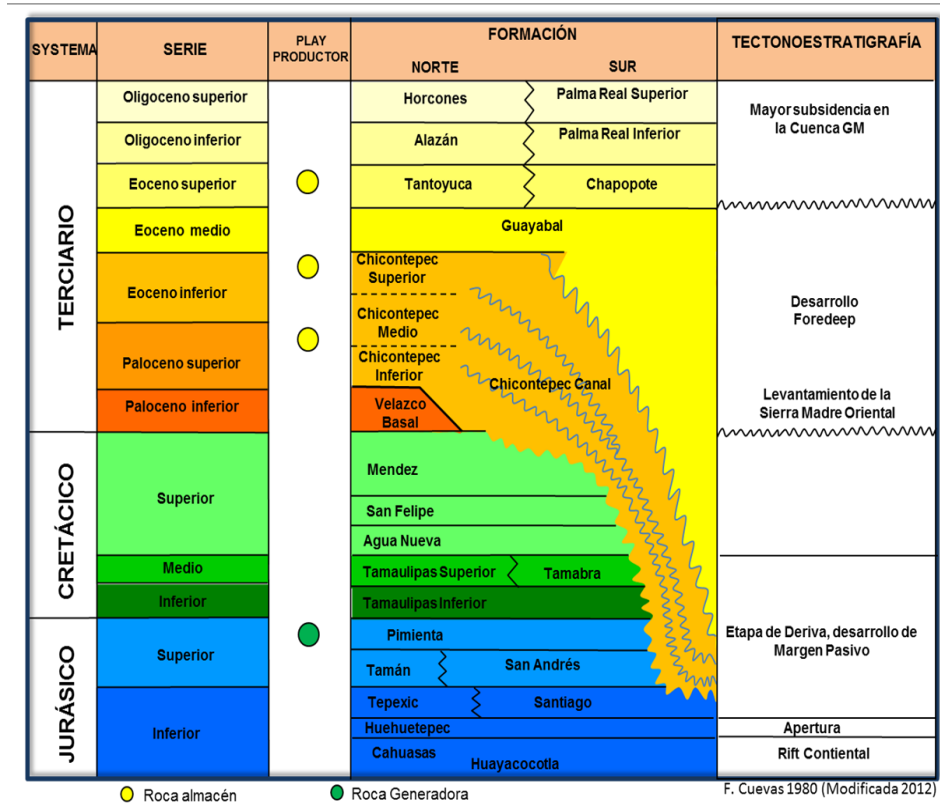 SYSTEMA
SERIE
PLAY
PRODUCTOR
FORMACIÓN
NORTE
SUR
TECTONOESTRATIGRAFÍA
TERCIARIO
Oligoceno superior
Horcones
Palma Real Superior
Mayor subsidencia en
la Cuenca GM
Oligoceno inferior
Alazán
Palma Real Inferior
Eoceno superior
Tantoyuca
Chapopote
Eoceno medio
Guayabal
Eoceno inferior
Chicontepec
Superior
Chicontepec
Medio
Desarrollo
Foredeep
Paloceno superior
Chicontepec
Inferior
Chicontepec Canal
Paloceno inferior
Velazco
Basal
Levantamiento de la
Sierra Madre Oriental
CRETÁCICO
Superior
Mendez
San Felipe
Agua Nueva
Medio
Tamaulipas Superior
Tamabra
Inferior
Tamaulipas Inferior
JURÁSICO
Superior
Pimienta
Etapa de Deriva, desarrollo de
Margen Pasivo
Tamán
San Andrés
Inferior
Tepexic
Santiago
Huehuetepec
Apertura
Cahuasas
Huayacocotla
Rift Contiental
Roca almacén
Roca Generadora
F. Cuevas 1980 (Modificada 2012)